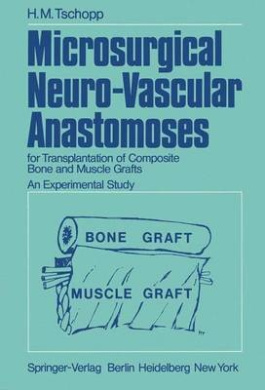 H.M.Tschopp
Microsurgical
Neuro-Vascular
Anastomoses
for Transplantation of Composite
Bone and Muscle Grafts
An Experimental Study
BONE GRAFT
MUSCLE GRAFT
Springer-Verlag Berlin Heidelberg New York